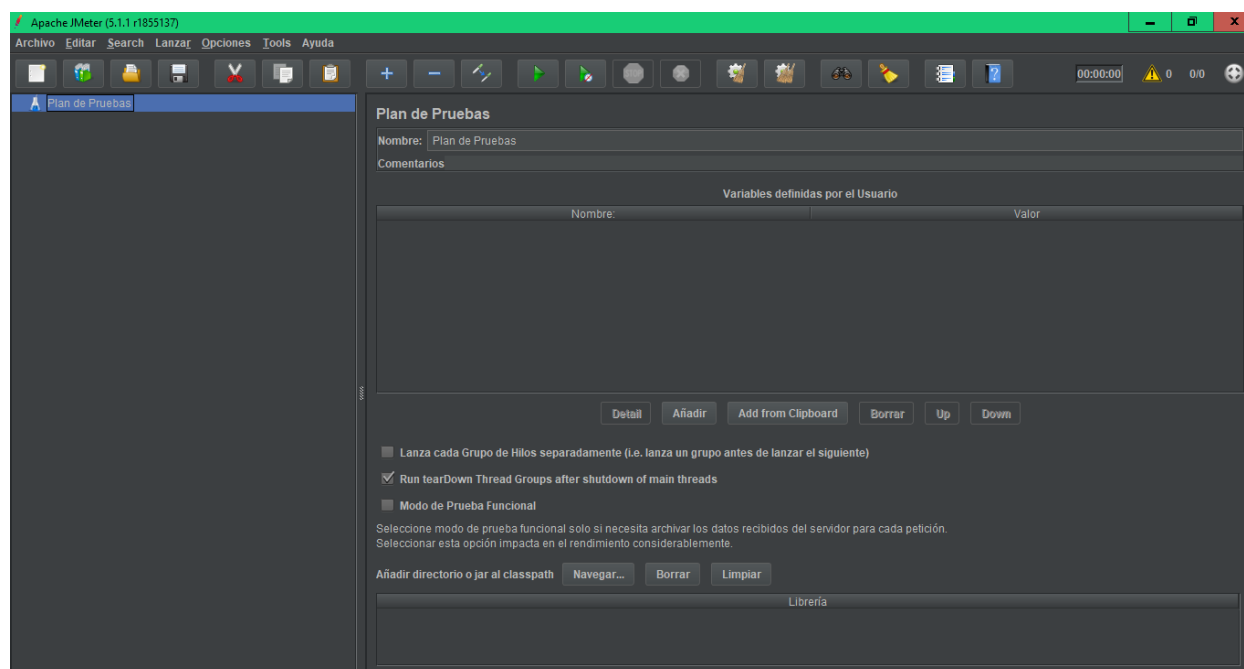 Apache JMeter (5.1.1 r1855137)
Archivo Editar Search Lanzar Opciones Tools Ayuda
00:00:00 0 0/0
Plan de Pruebas
Plan de Pruebas
Nombre: Plan de Pruebas
Comentarios
Variables definidas por el Usuario
Nombre: Valor
Detail Añadir Add from Clipboard Borrar Up Down
Lanza cada Grupo de Hilos separadamente (i.e. lanza un grupo antes de lanzar el siguiente)
Run tearDown Thread Groups after shutdown of main threads
Modo de Prueba Funcional
Seleccione modo de prueba funcional solo si necesita archivar los datos recibidos del servidor para cada petición.
Seleccionar esta opción impacta en el rendimiento considerablemente.
Añadir directorio o jar al classpath Navegar... Borrar Limpiar
Librería